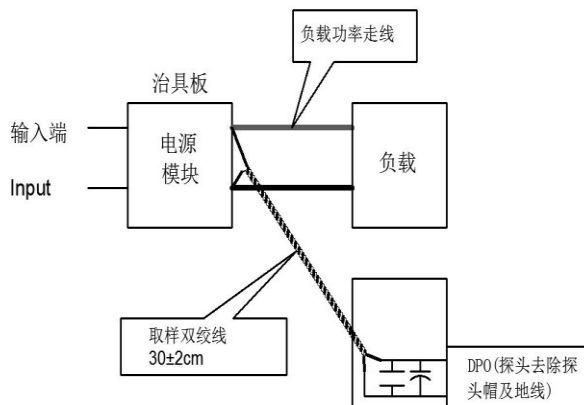 负载功率走线
治具板
输入端
电源
模块
负载
Input
取样双绞线
30±2cm
DPO(探头去除探
头帽及地线)